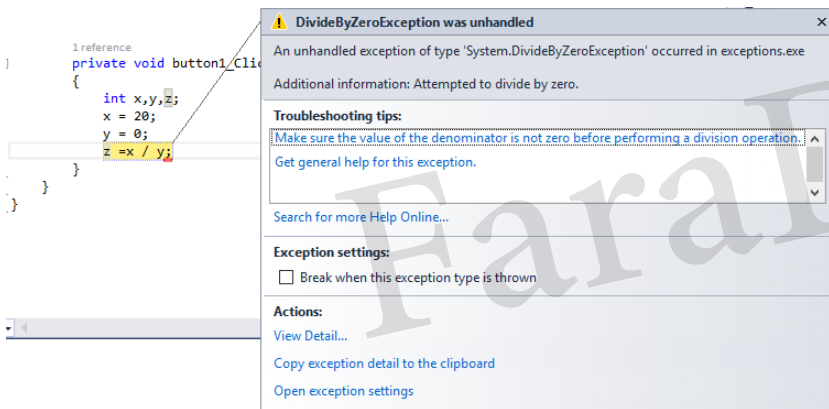 1 reference
private void button1_Clic
{
int x,y,z;
x = 20;
y = 0;
z =x / y;
}
}
}
DivideByZeroException was unhandled
An unhandled exception of type 'System.DivideByZeroException' occurred in exceptions.exe
Additional information: Attempted to divide by zero.
Troubleshooting tips:
Make sure the value of the denominator is not zero before performing a division operation.
Get general help for this exception.
Search for more Help Online...
Exception settings:
Break when this exception type is thrown
Actions:
View Detail...
Copy exception detail to the clipboard
Open exception settings